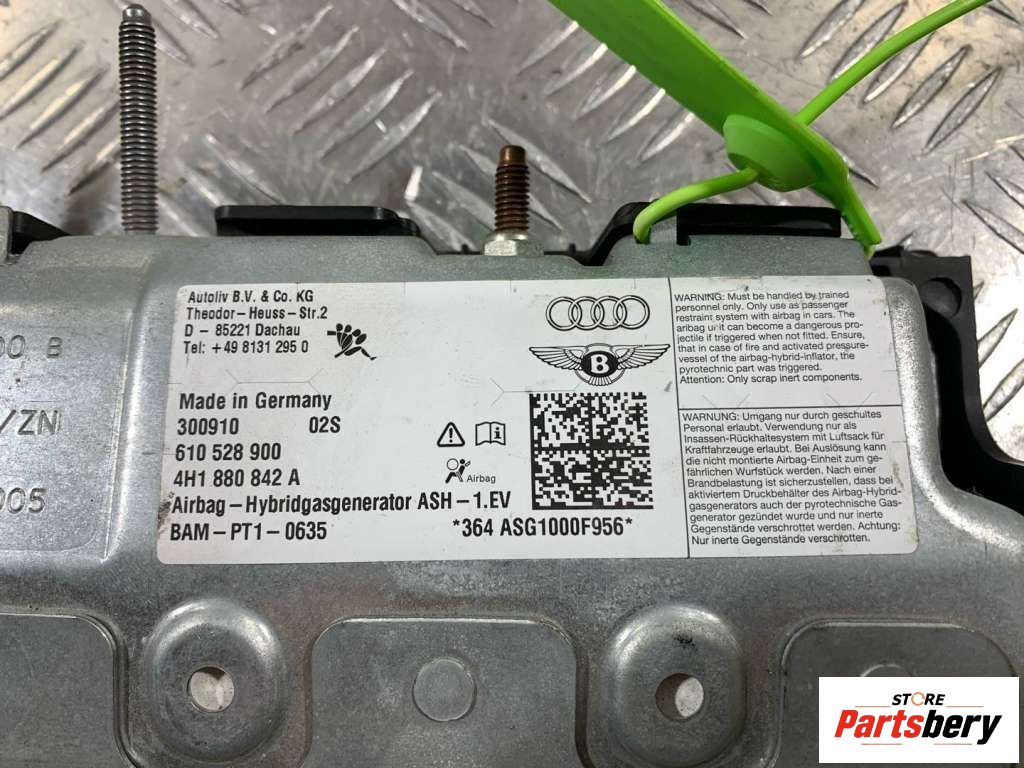 Autoliv B.V. & Co. KG
Theodor-Heuss-Str.2
D - 85221 Dachau
Tel: +49 8131 295 0
Made in Germany
300910 02S
610 528 900
4H1 880 842 A
Airbag-Hybridgasgenerator ASH-1.EV
BAM-PT1-0635
B
Airbag
*364 ASG1000F956*
WARNING: Must be handled by trained
personnel only. Only use as passenger
restraint system with airbag in cars. The
aribag unit can become a dangerous pro-
jectile if triggered when not fitted. Ensure,
that in case of fire and activated pressure-
vessel of the airbag-hybrid-inflator, the
pyrotechnic part was triggered.
Attention: Only scrap inert components.
WARNUNG: Umgang nur durch geschultes
Personal erlaubt. Verwendung nur als
Insassen-Rückhaltesystem mit Luftsack für
Kraftfahrzeuge erlaubt. Bei Auslösung kann
die nicht montierte Airbag-Einheit zum ge-
fährlichen Wurfstück werden. Nach einer
Brandbelastung ist sicherzustellen, dass bei
aktiviertem Druckbehälter des Airbag-Hybrid-
gasgenerators auch der pyrotechnische Gas-
generator gezündet wurde und nur inerte
Gegenstände verschrottet werden. Achtung:
Nur inerte Gegenstände verschrotten.
00 B
/ZN
005
STORE
Partsbery